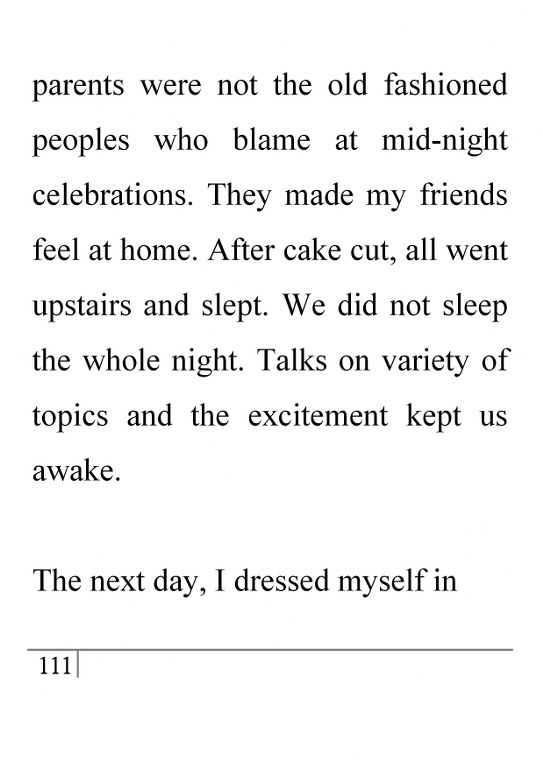 parents were not the old fashioned
peoples who blame at mid-night
celebrations. They made my friends
feel at home. After cake cut, all went
upstairs and slept. We did not sleep
the whole night. Talks on variety of
topics and the excitement kept us
awake.
The next day, I dressed myself in
111